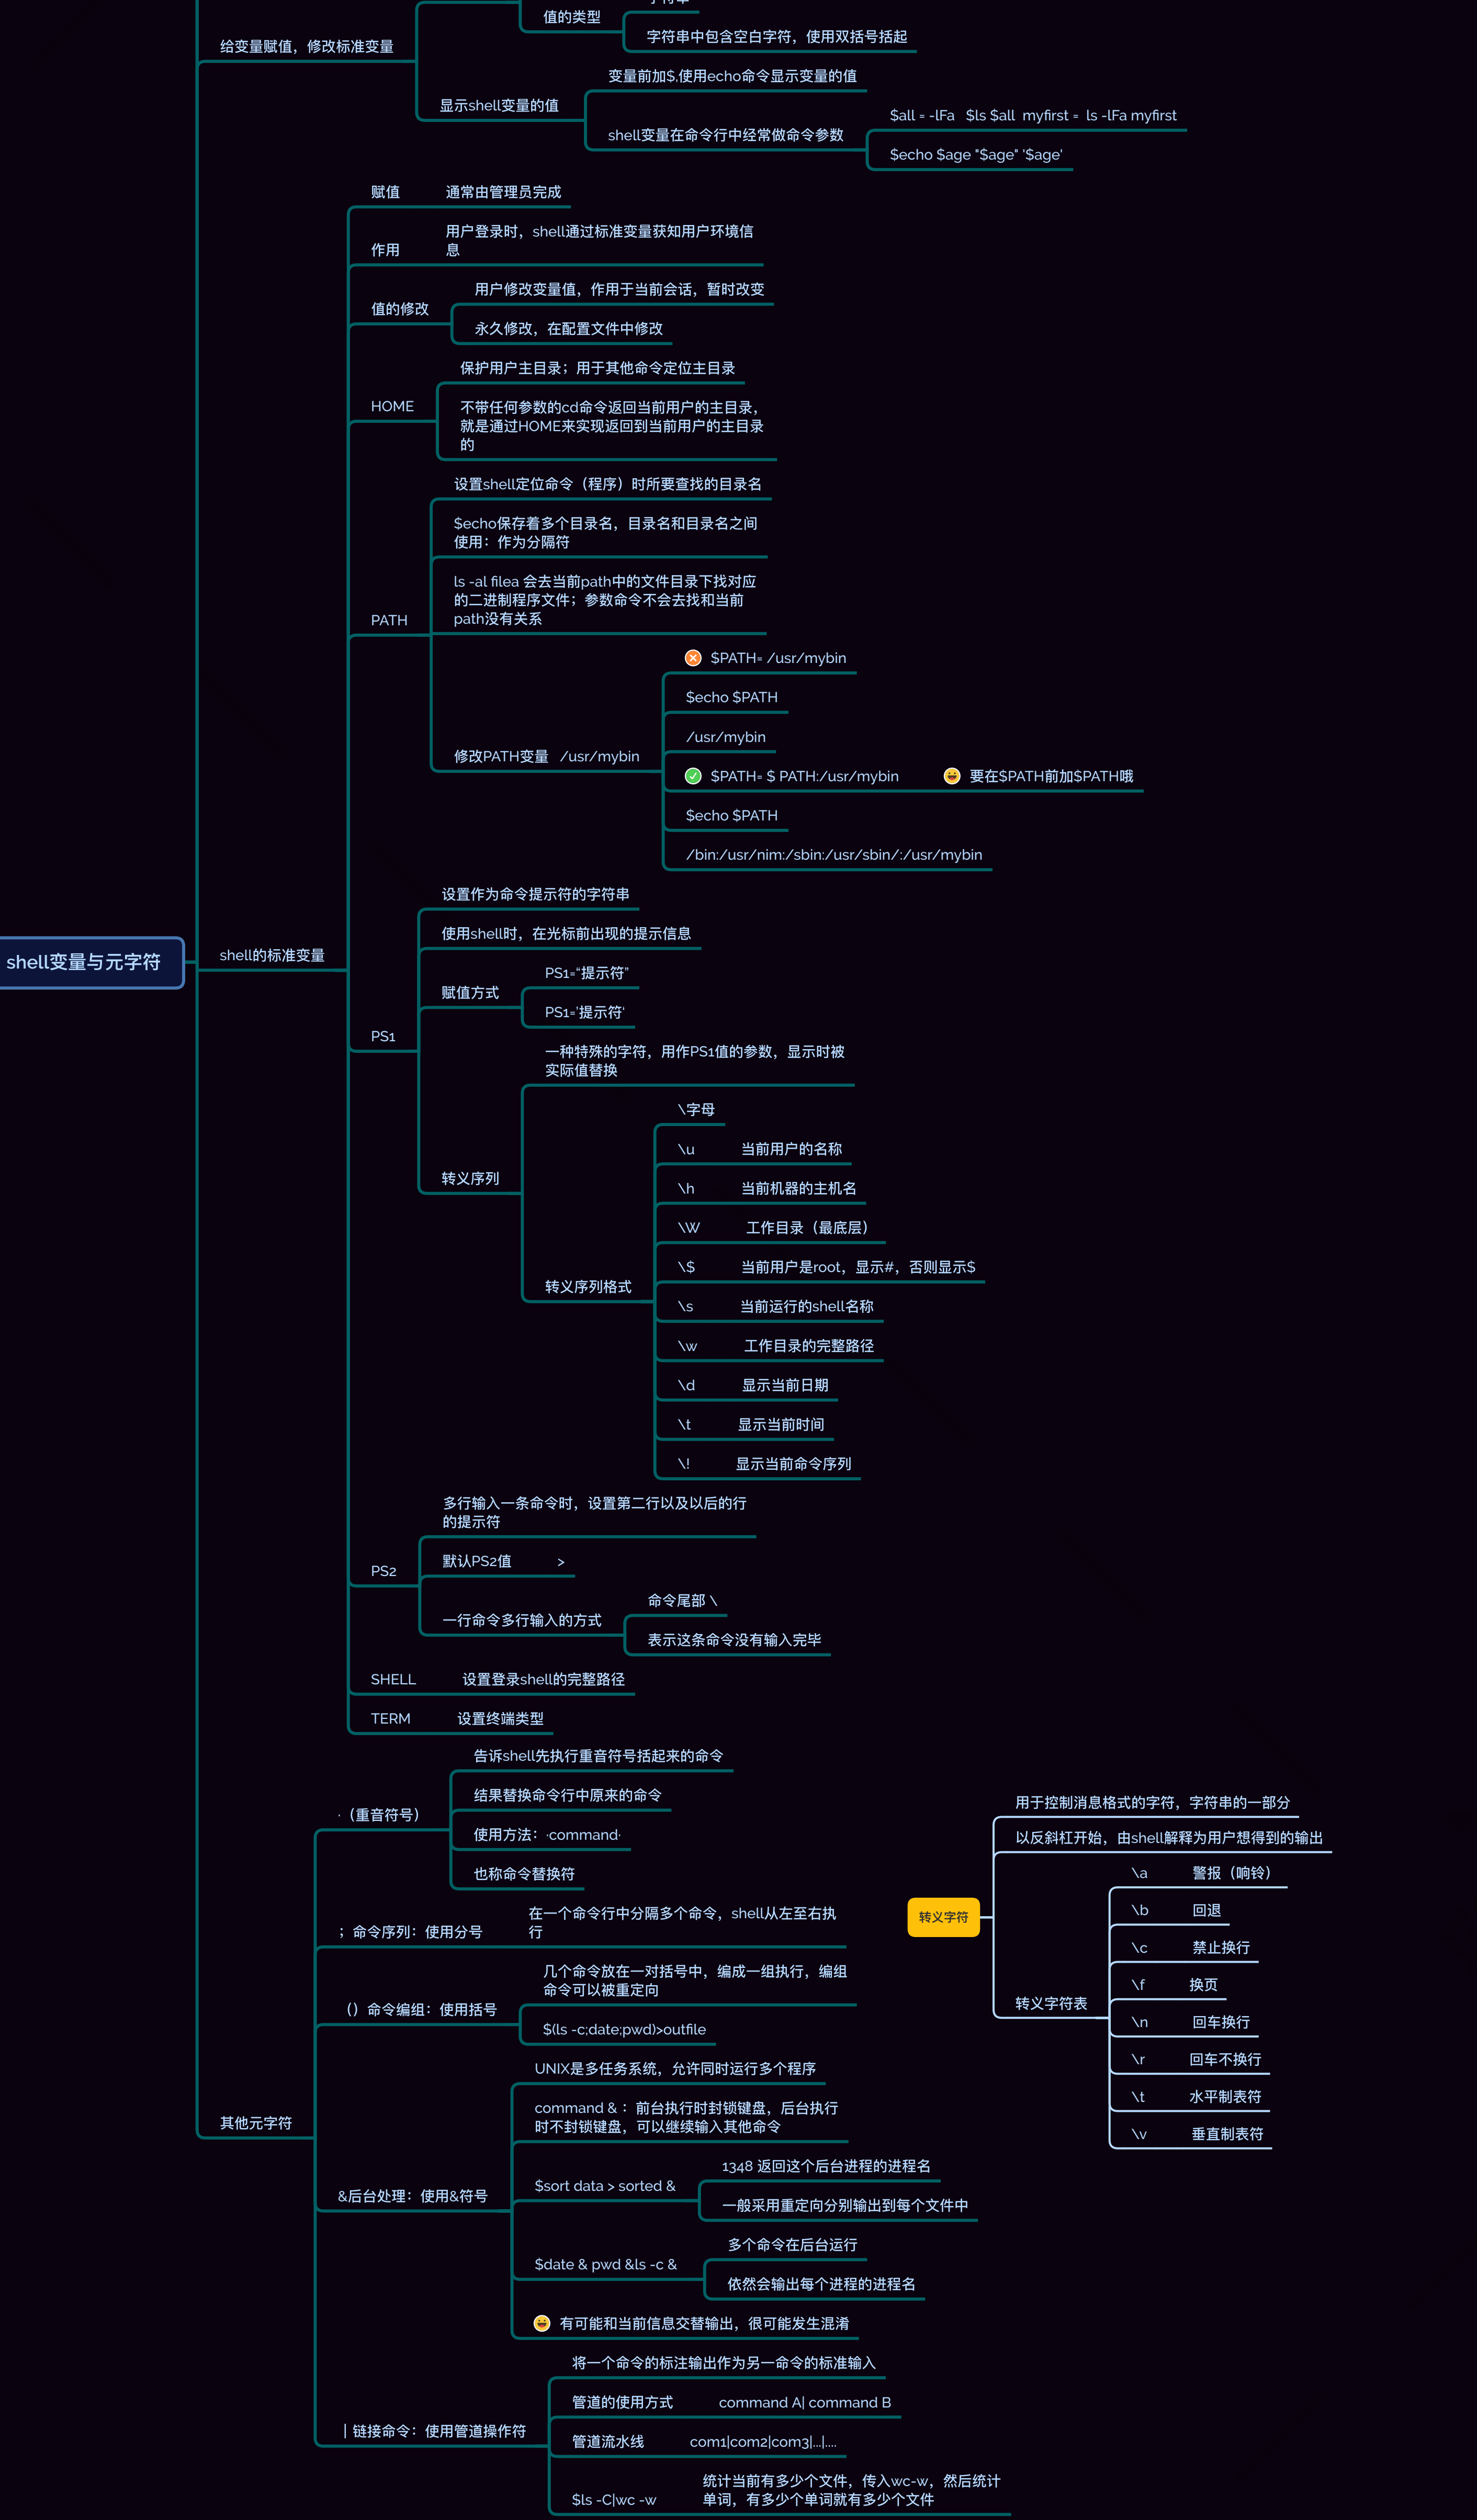 值的类型
字符串中包含空白字符，使用双括号括起
给变量赋值，修改标准变量
变量前加$,使用echo命令显示变量的值
显示shell变量的值
shell变量在命令行中经常做命令参数
$all = -lFa $ls $all myfirst = ls -lFa myfirst
$echo $age "$age" '$age'
赋值
通常由管理员完成
作用
用户登录时，shell通过标准变量获知用户环境信
息
值的修改
用户修改变量值，作用于当前会话，暂时改变
永久修改，在配置文件中修改
HOME
保护用户主目录；用于其他命令定位主目录
不带任何参数的cd命令返回当前用户的主目录，
就是通过HOME来实现返回到当前用户的主目录
的
PATH
设置shell定位命令（程序）时所要查找的目录名
$echo保存着多个目录名，目录名和目录名之间
使用：作为分隔符
ls -al filea 会去当前path中的文件目录下找对应
的二进制程序文件；参数命令不会去找和当前
path没有关系
修改PATH变量 /usr/mybin
$PATH= /usr/mybin
$echo $PATH
/usr/mybin
$PATH= $ PATH:/usr/mybin
要在$PATH前加$PATH哦
$echo $PATH
/bin:/usr/nim:/sbin:/usr/sbin/:/usr/mybin
shell变量与元字符
shell的标准变量
PS1
设置作为命令提示符的字符串
使用shell时，在光标前出现的提示信息
赋值方式
PS1=“提示符”
PS1=’提示符‘
转义序列
一种特殊的字符，用作PS1值的参数，显示时被
实际值替换
转义序列格式
\字母
\u 当前用户的名称
\h 当前机器的主机名
\W 工作目录（最底层）
\$ 当前用户是root，显示#，否则显示$
\s 当前运行的shell名称
\w 工作目录的完整路径
\d 显示当前日期
\t 显示当前时间
\! 显示当前命令序列
PS2
多行输入一条命令时，设置第二行以及以后的行
的提示符
默认PS2值 >
一行命令多行输入的方式
命令尾部 \
表示这条命令没有输入完毕
SHELL 设置登录shell的完整路径
TERM 设置终端类型
其他元字符
·（重音符号）
告诉shell先执行重音符号括起来的命令
结果替换命令行中原来的命令
使用方法：·command·
也称命令替换符
；命令序列：使用分号
在一个命令行中分隔多个命令，shell从左至右执
行
（）命令编组：使用括号
几个命令放在一对括号中，编成一组执行，编组
命令可以被重定向
$(ls -c;date;pwd)>outfile
&后台处理：使用&符号
UNIX是多任务系统，允许同时运行多个程序
command & ：前台执行时封锁键盘，后台执行
时不封锁键盘，可以继续输入其他命令
$sort data > sorted &
1348 返回这个后台进程的进程名
一般采用重定向分别输出到每个文件中
$date & pwd &ls -c &
多个命令在后台运行
依然会输出每个进程的进程名
有可能和当前信息交替输出，很可能发生混淆
｜链接命令：使用管道操作符
将一个命令的标注输出作为另一命令的标准输入
管道的使用方式 command A| command B
管道流水线 com1|com2|com3|...|....
$ls -C|wc -w
统计当前有多少个文件，传入wc-w，然后统计
单词，有多少个单词就有多少个文件
转义字符
用于控制消息格式的字符，字符串的一部分
以反斜杠开始，由shell解释为用户想得到的输出
转义字符表
\a 警报（响铃）
\b 回退
\c 禁止换行
\f 换页
\n 回车换行
\r 回车不换行
\t 水平制表符
\v 垂直制表符